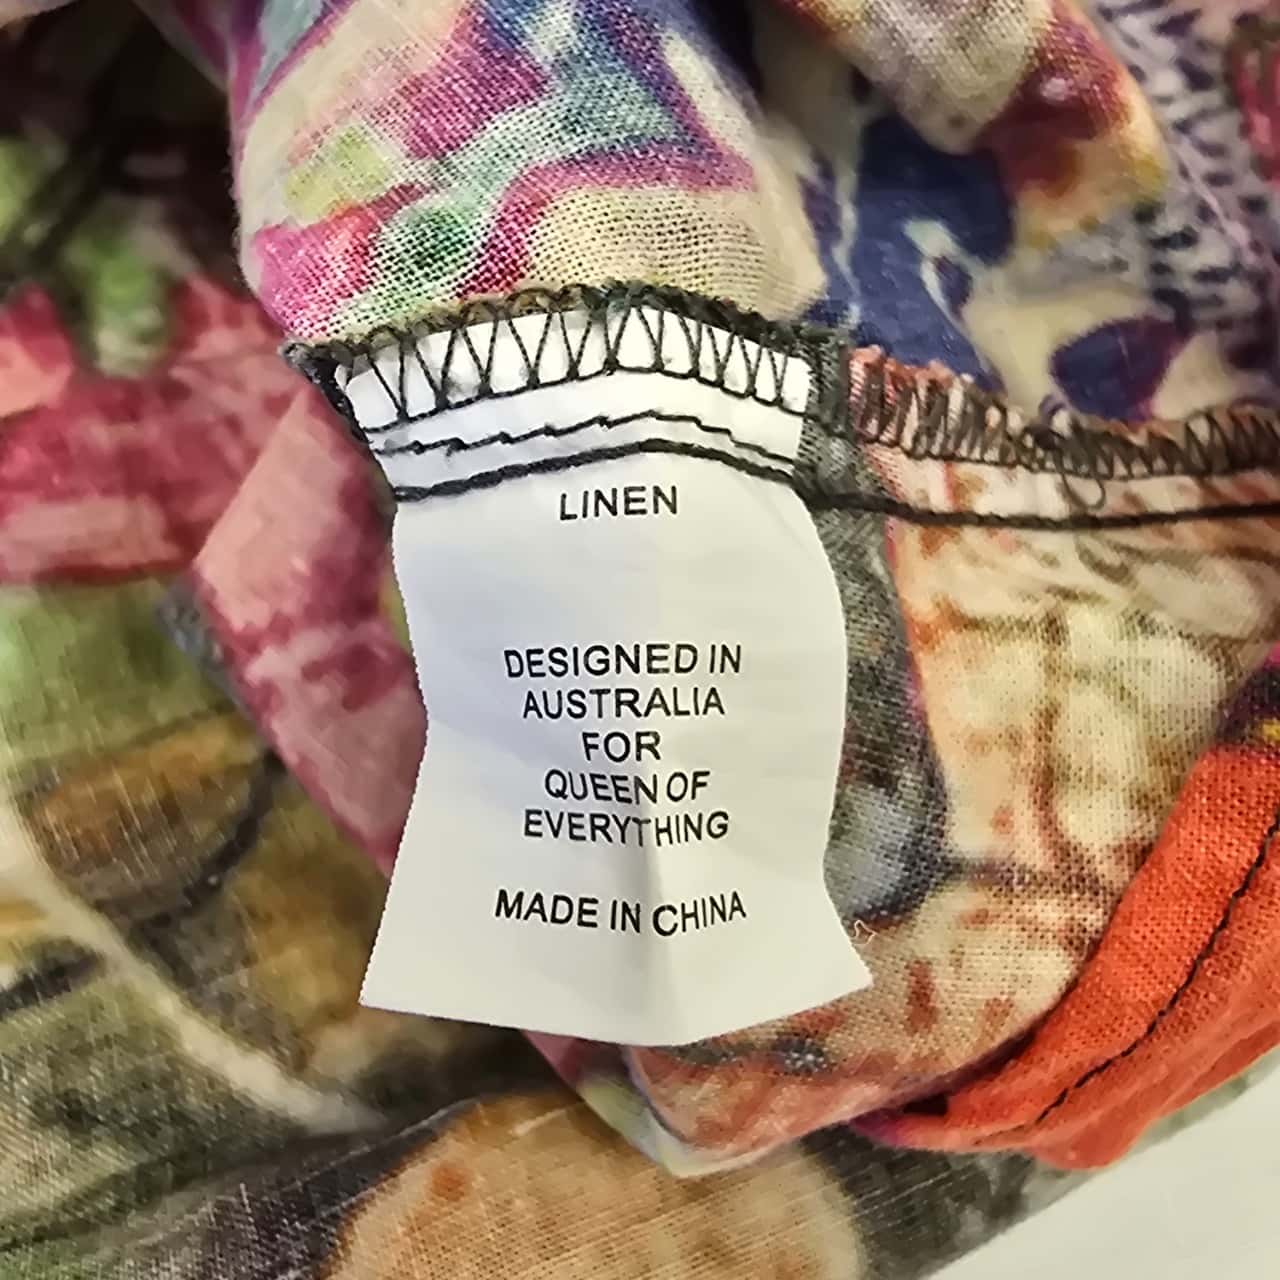 LINEN
DESIGNED IN
AUSTRALIA
FOR
QUEEN OF
EVERYTHING
MADE IN CHINA